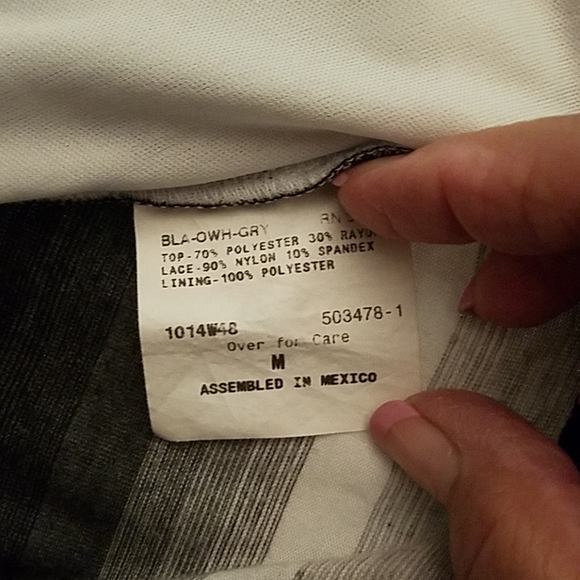 BLA-OWH-GRY RN
TOP-70% POLYESTER 30%
LACE-90% NYLON 10% SPANDEX
LINING-100% POLYESTER
1014W48 503478-1
Over for Care
M
ASSEMBLED IN MEXICO